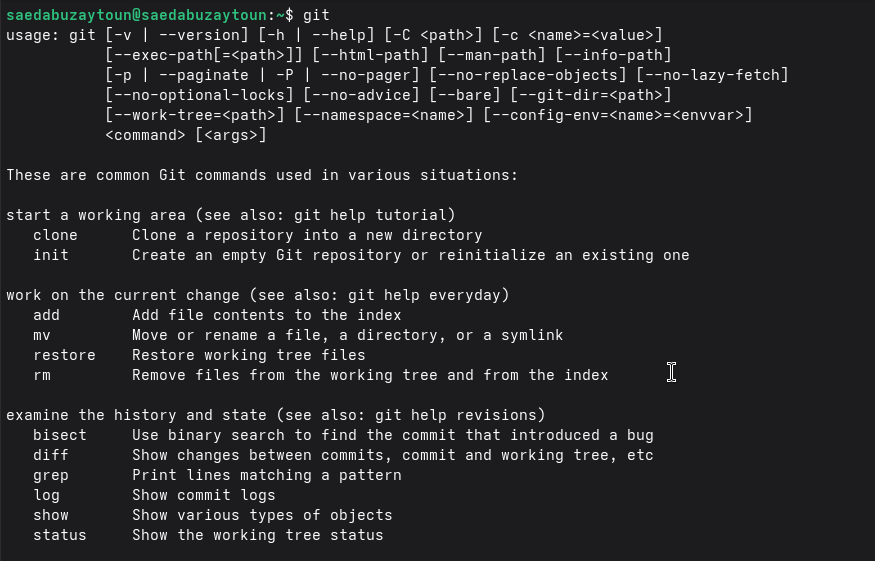 saedabuzaytoun@saedabuzaytoun:~$ git
usage: git [-v | --version] [-h | --help] [-C <path>] [-c <name>=<value>]
           [--exec-path[=<path>]] [--html-path] [--man-path] [--info-path]
           [-p | --paginate | -P | --no-pager] [--no-replace-objects] [--no-lazy-fetch]
           [--no-optional-locks] [--no-advice] [--bare] [--git-dir=<path>]
           [--work-tree=<path>] [--namespace=<name>] [--config-env=<name>=<envvar>]
           <command> [<args>]

These are common Git commands used in various situations:

start a working area (see also: git help tutorial)
   clone      Clone a repository into a new directory
   init       Create an empty Git repository or reinitialize an existing one

work on the current change (see also: git help everyday)
   add        Add file contents to the index
   mv         Move or rename a file, a directory, or a symlink
   restore    Restore working tree files
   rm         Remove files from the working tree and from the index

examine the history and state (see also: git help revisions)
   bisect     Use binary search to find the commit that introduced a bug
   diff       Show changes between commits, commit and working tree, etc
   grep       Print lines matching a pattern
   log        Show commit logs
   show       Show various types of objects
   status     Show the working tree status